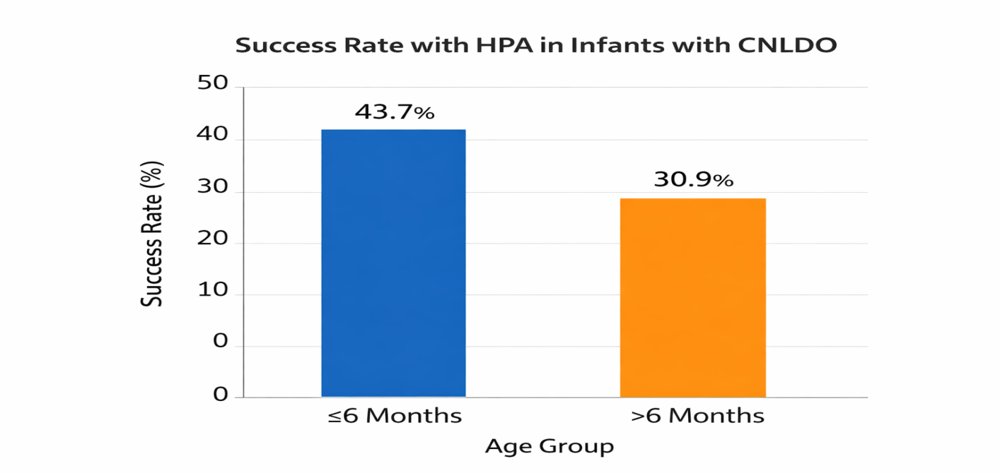 Success Rate with HPA in Infants with CNLDO
50
43.7%
40
30.9%
30
20
10
0
0
Success Rate (%)
≤6 Months >6 Months
Age Group